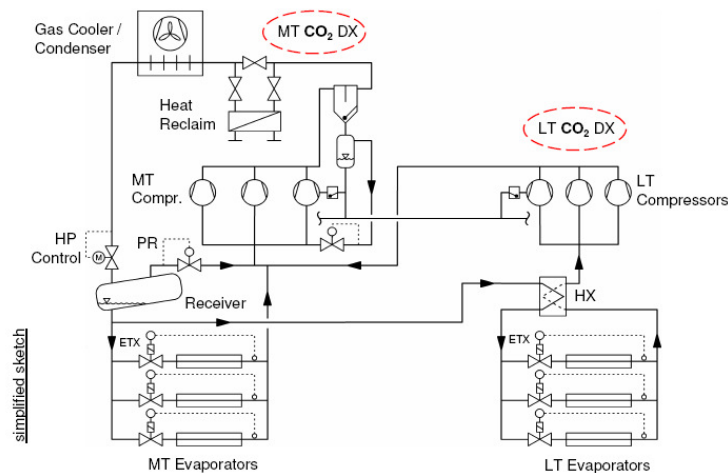 Gas Cooler /
Condenser
MT CO₂ DX
Heat
Reclaim
LT CO₂ DX
MT
Compr.
LT
Compressors
HP
Control
M
PR
Receiver
HX
ETX
ETX
simplified sketch
MT Evaporators
LT Evaporators